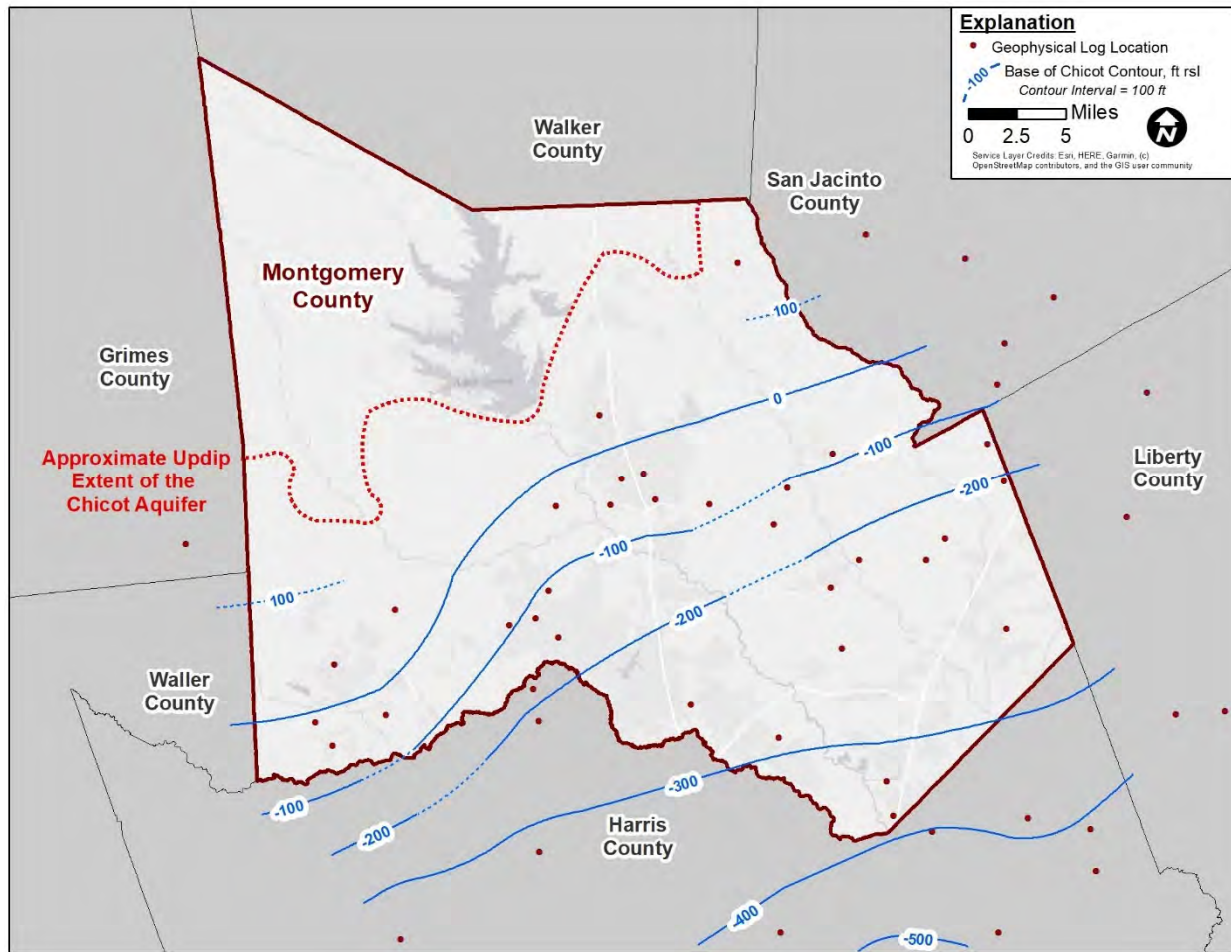 Explanation
Geophysical Log Location
-100
Base of Chicot Contour, ft rsl
Contour Interval = 100 ft
Miles
0 2.5 5
N
Service Layer Credits: Esri, HERE, Garmin, (c)
OpenStreetMap contributors, and the GIS user community
Walker
County
San Jacinto
County
Montgomery
County
100
Grimes
County
0
Approximate Updip
Extent of the
Chicot Aquifer
-100
Liberty
County
-200
-100
100
-200
Waller
County
-300
-100
-200
Harris
County
-400
-500